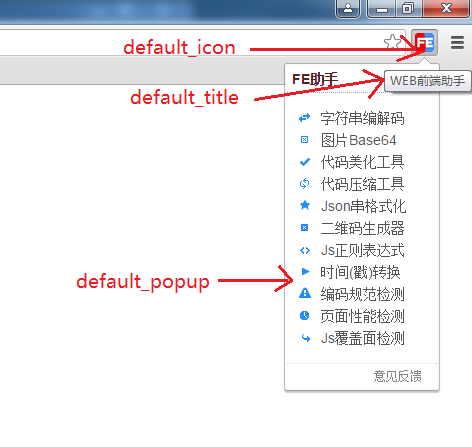 default_icon
FE
FE助手
WEB前端助手
default_title
字符串编解码
图片Base64
代码美化工具
代码压缩工具
Json串格式化
二维码生成器
Js正则表达式
default_popup
时间(戳)转换
编码规范检测
页面性能检测
Js覆盖面检测
意见反馈